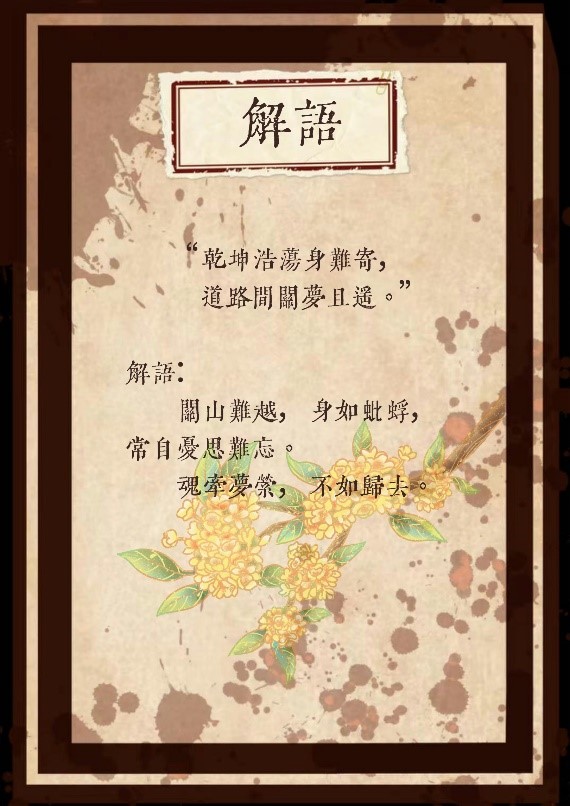 解語
“乾坤浩蕩身難寄，
道路間關夢且遥。”
解語：
關山難越， 身如蚍蜉，
常自憂思難忘。
魂牽夢縈， 不如歸去。